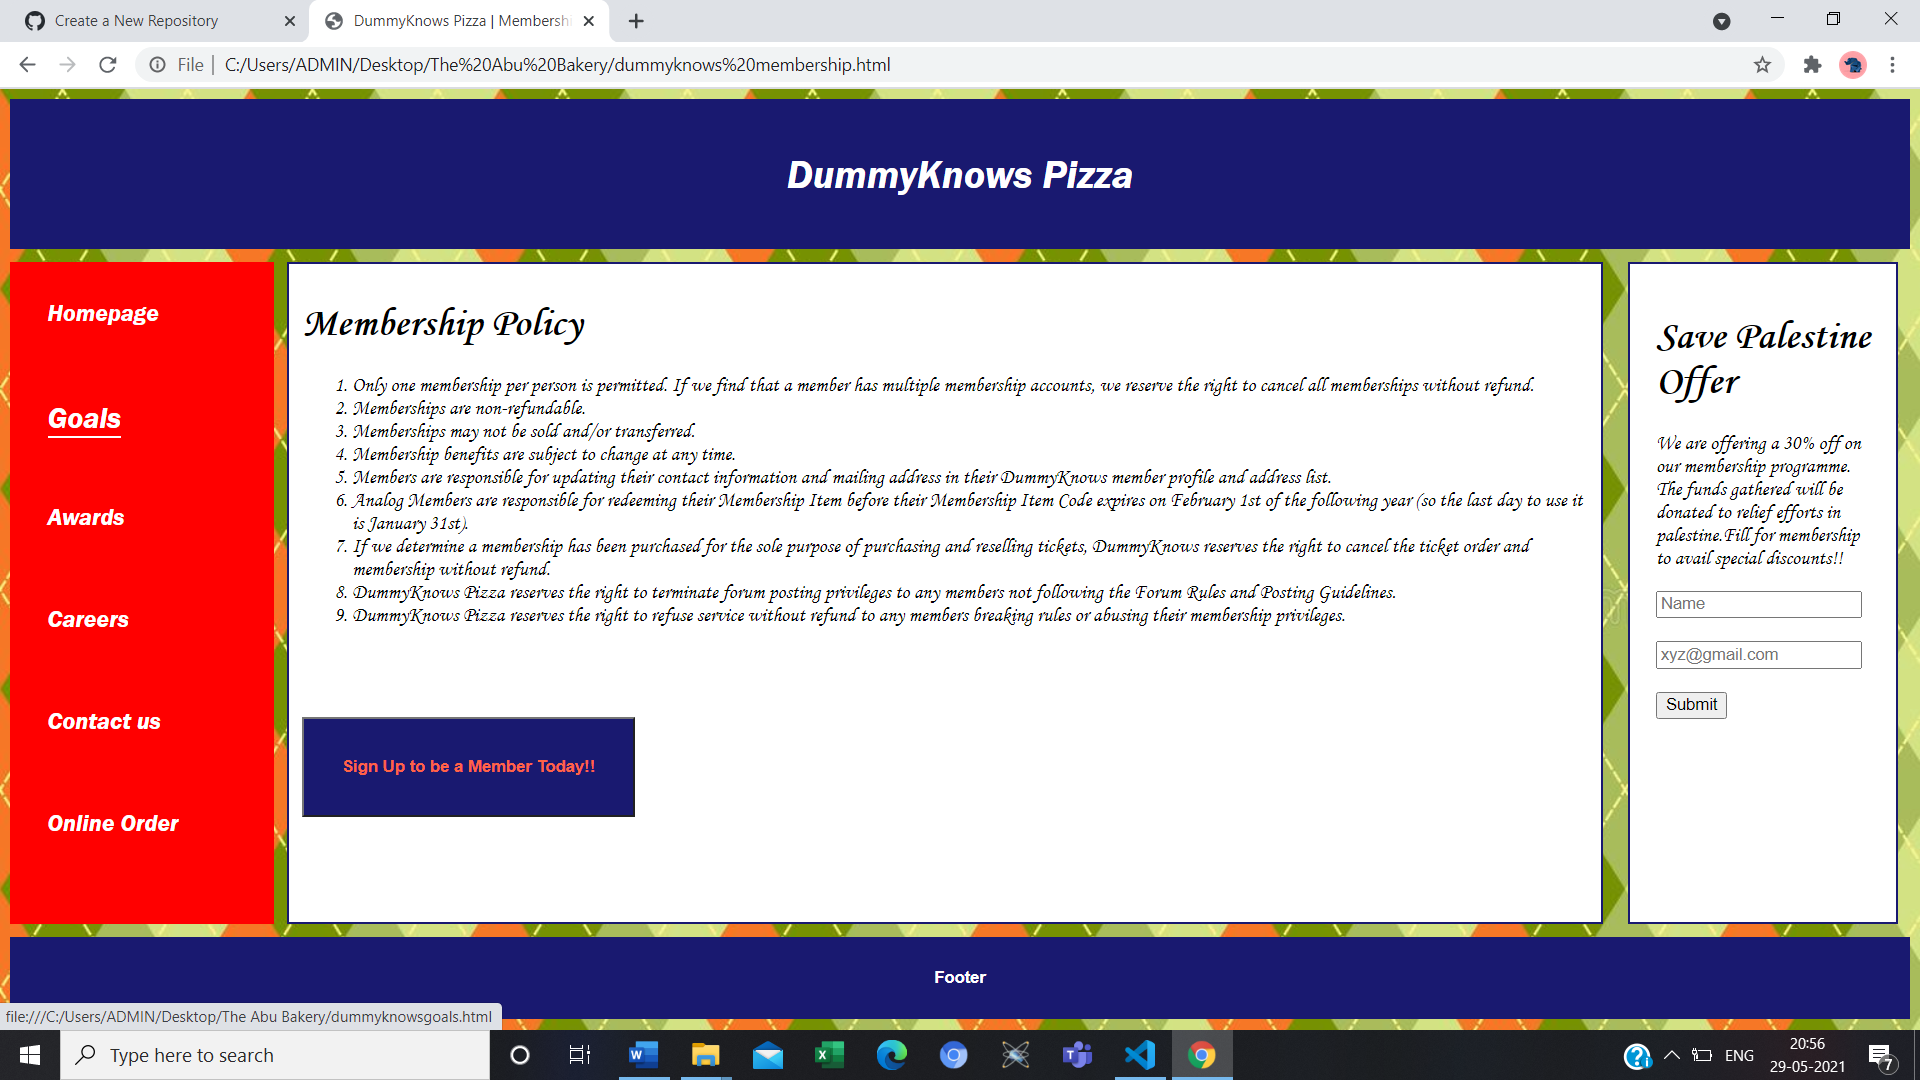 Create a New Repository
DummyKnows Pizza | Membersh
File
C:/Users/ADMIN/Desktop/The%20Abu%20Bakery/dummyknows%20membership.html
DummyKnows Pizza
Homepage
Goals
Awards
Careers
Contact us
Online Order
Membership Policy
1. Only one membership per person is permitted. If we find that a member has multiple membership accounts, we reserve the right to cancel all memberships without refund.
2. Memberships are non-refundable.
3. Memberships may not be sold and/or transferred.
4. Membership benefits are subject to change at any time.
5. Members are responsible for updating their contact information and mailing address in their DummyKnows member profile and address list.
6. Analog Members are responsible for redeeming their Membership Item before their Membership Item Code expires on February 1st of the following year (so the last day to use it
is January 31st).
7. If we determine a membership has been purchased for the sole purpose of purchasing and reselling tickets, DummyKnows reserves the right to cancel the ticket order and
membership without refund.
8. DummyKnows Pizza reserves the right to terminate forum posting privileges to any members not following the Forum Rules and Posting Guidelines.
9. DummyKnows Pizza reserves the right to refuse service without refund to any members breaking rules or abusing their membership privileges.
Sign Up to be a Member Today!!
Save Palestine
Offer
We are offering a 30% off on
our membership programme.
The funds gathered will be
donated to relief efforts in
palestine.Fill for membership
to avail special discounts!!
Name
xyz@gmail.com
Submit
Footer
file:///C:/Users/ADMIN/Desktop/The Abu Bakery/dummyknowsgoals.html
Type here to search
ENG
20:56
29-05-2021
7